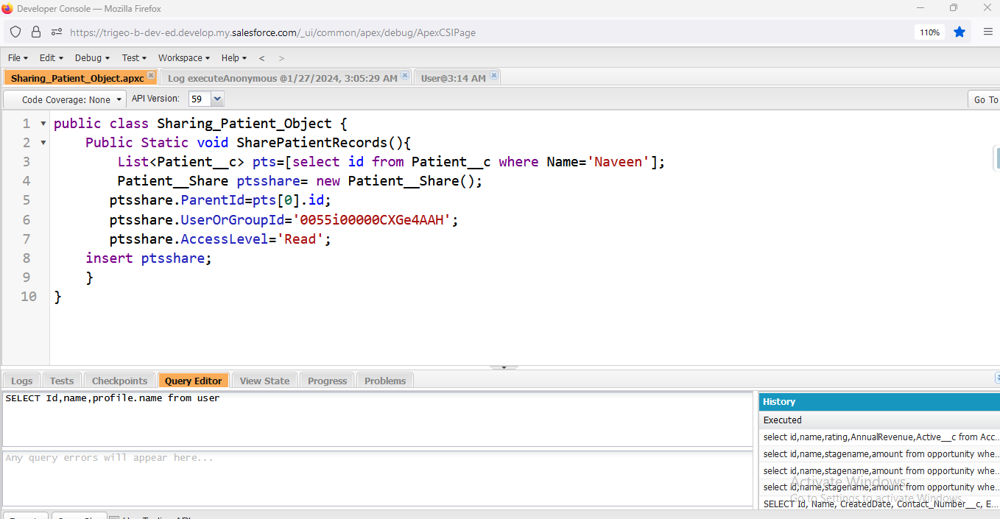 Developer Console — Mozilla Firefox
https://trigeo-b-dev-ed.develop.my.salesforce.com/_ui/common/apex/debug/ApexCSIPage 110%
File Edit Debug Test Workspace Help < >
Sharing_Patient_Object.apxc Log executeAnonymous @1/27/2024, 3:05:29 AM User@3:14 AM
Code Coverage: None API Version: 59 Go To
1 public class Sharing_Patient_Object {
2 Public Static void SharePatientRecords(){
3 List<Patient__c> pts=[select id from Patient__c where Name='Naveen'];
4 Patient__Share ptsshare= new Patient__Share();
5 ptsshare.ParentId=pts[0].id;
6 ptsshare.UserOrGroupId='0055i00000CXGe4AAH';
7 ptsshare.AccessLevel='Read';
8 insert ptsshare;
9 }
10 }
Logs Tests Checkpoints Query Editor View State Progress Problems
SELECT Id,name,profile.name from user
Any query errors will appear here...
History
Executed
select id,name,rating,AnnualRevenue,Active__c from Acc...
select id,name,stagename,amount from opportunity whe...
select id,name,stagename,amount from opportunity whe...
select id,name,stagename,amount from opportunity whe...
SELECT Id, Name, CreatedDate, Contact_Number__c, E...
Activate Windows
Go to Settings to activate Windows.